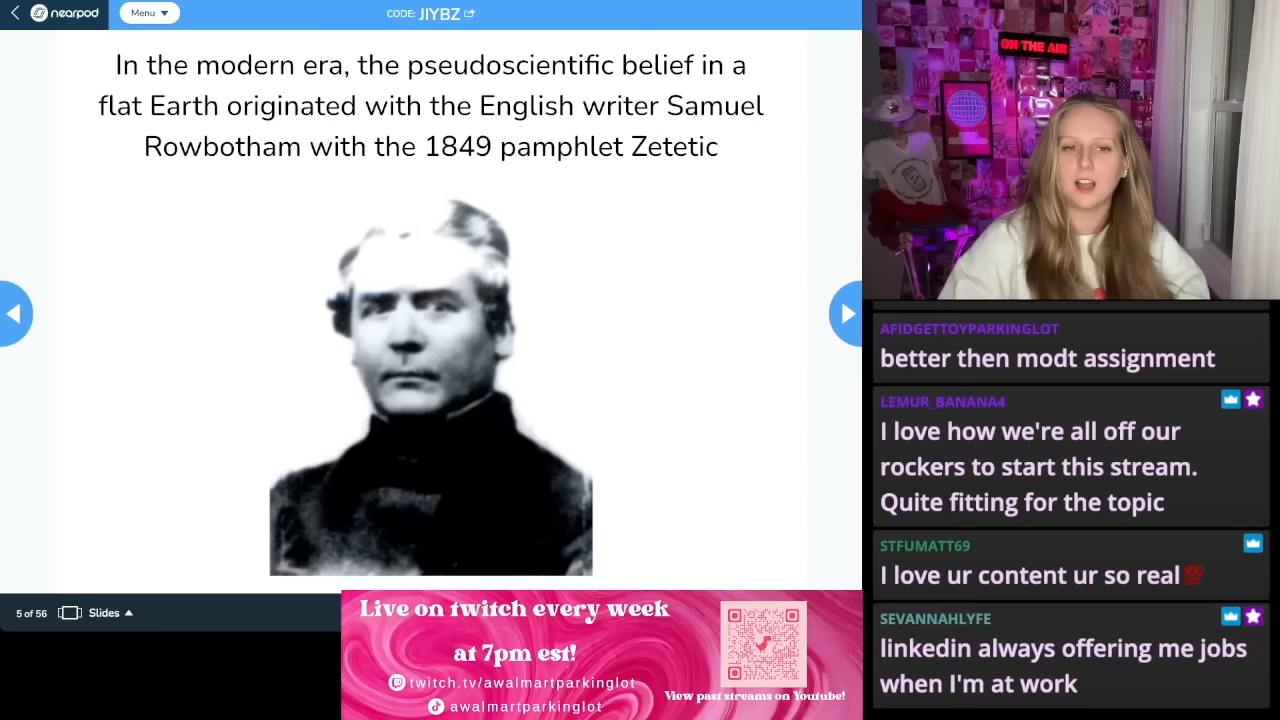 nearpod
Menu
CODE: JIYBZ
In the modern era, the pseudoscientific belief in a
flat Earth originated with the English writer Samuel
Rowbotham with the 1849 pamphlet Zetetic
5 of 56
Slides
Live on twitch every week
at 7pm est!
twitch.tv/awalmartparkinglot
awalmartparkinglot
View past streams on Youtube!
ON THE AIR
AFIDGETTOYPARKINGLOT
better then modt assignment
LEMUR_BANANA4
I love how we're all off our
rockers to start this stream.
Quite fitting for the topic
STFUMATT69
I love ur content ur so real💯
SEVANNAHLYFE
linkedin always offering me jobs
when I'm at work